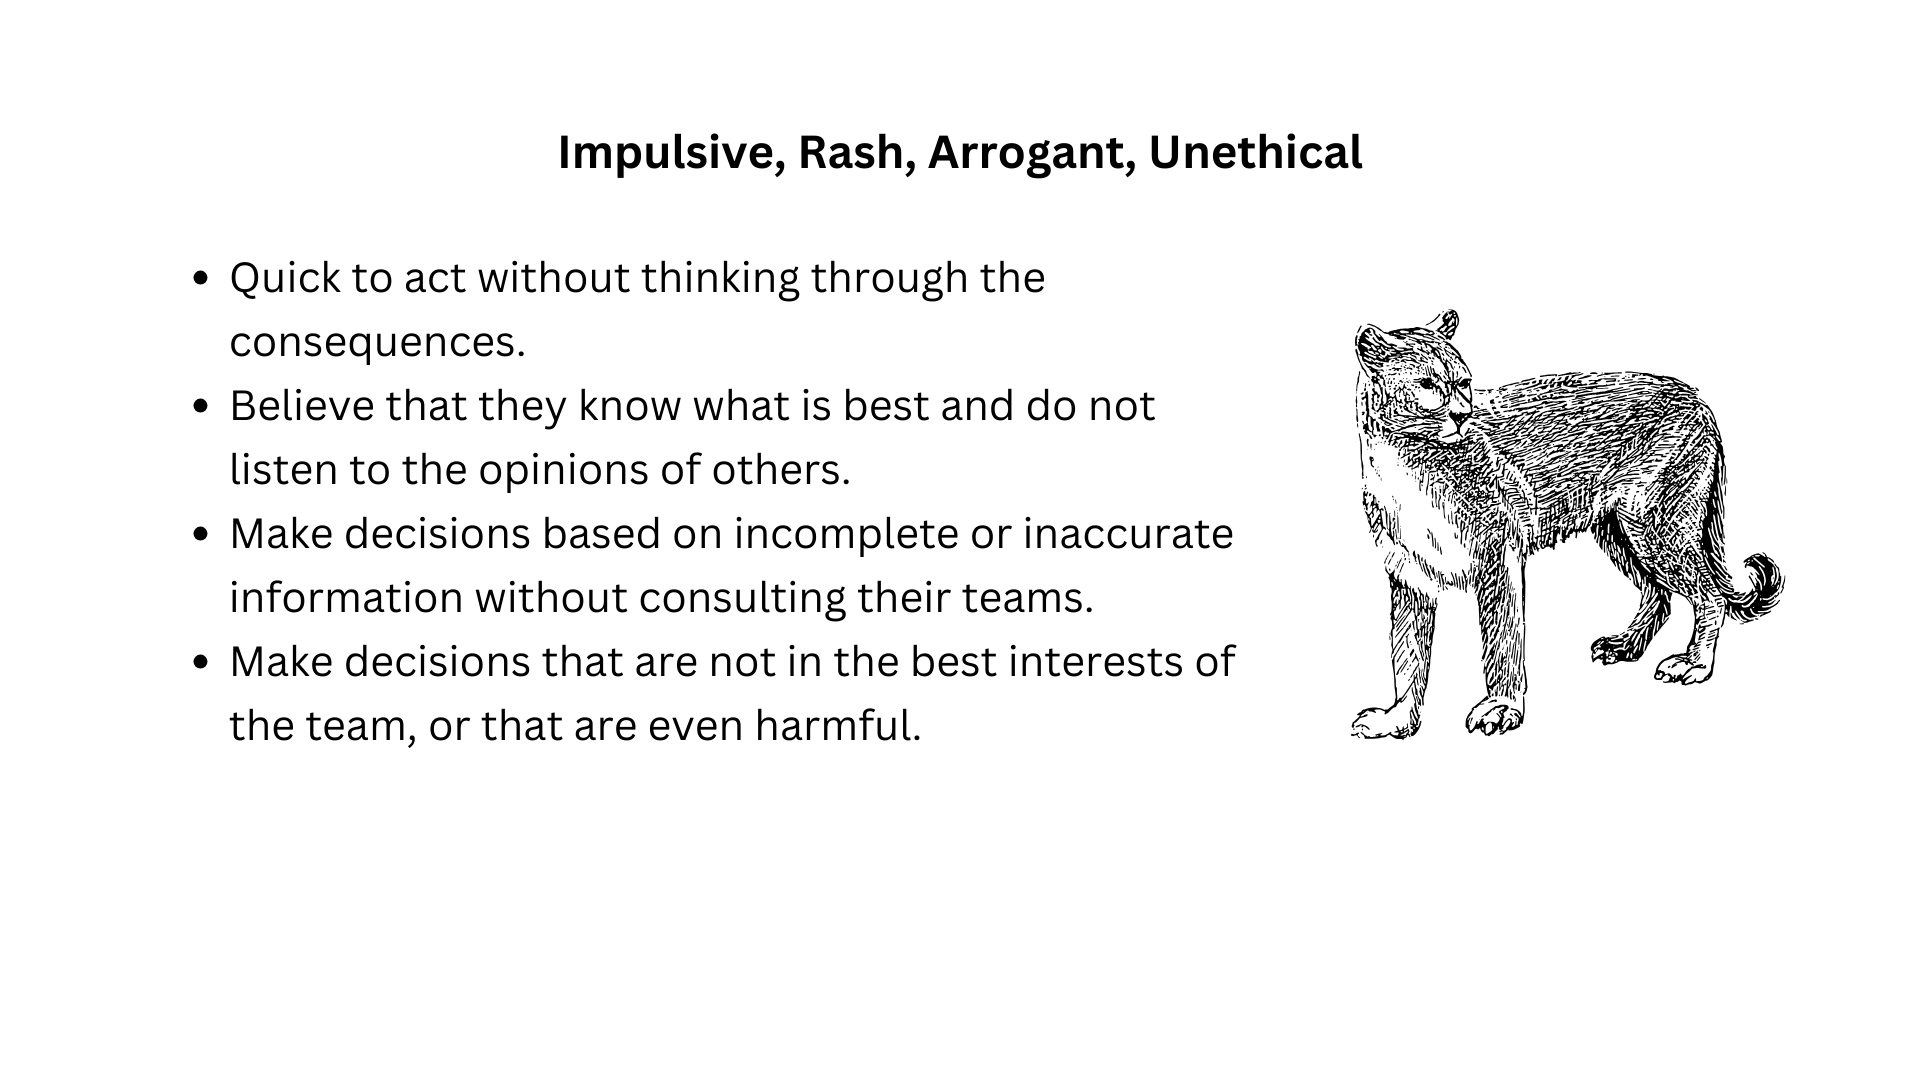 Impulsive, Rash, Arrogant, Unethical
• Quick to act without thinking through the
consequences.
• Believe that they know what is best and do not
listen to the opinions of others.
• Make decisions based on incomplete or inaccurate
information without consulting their teams.
• Make decisions that are not in the best interests of
the team, or that are even harmful.